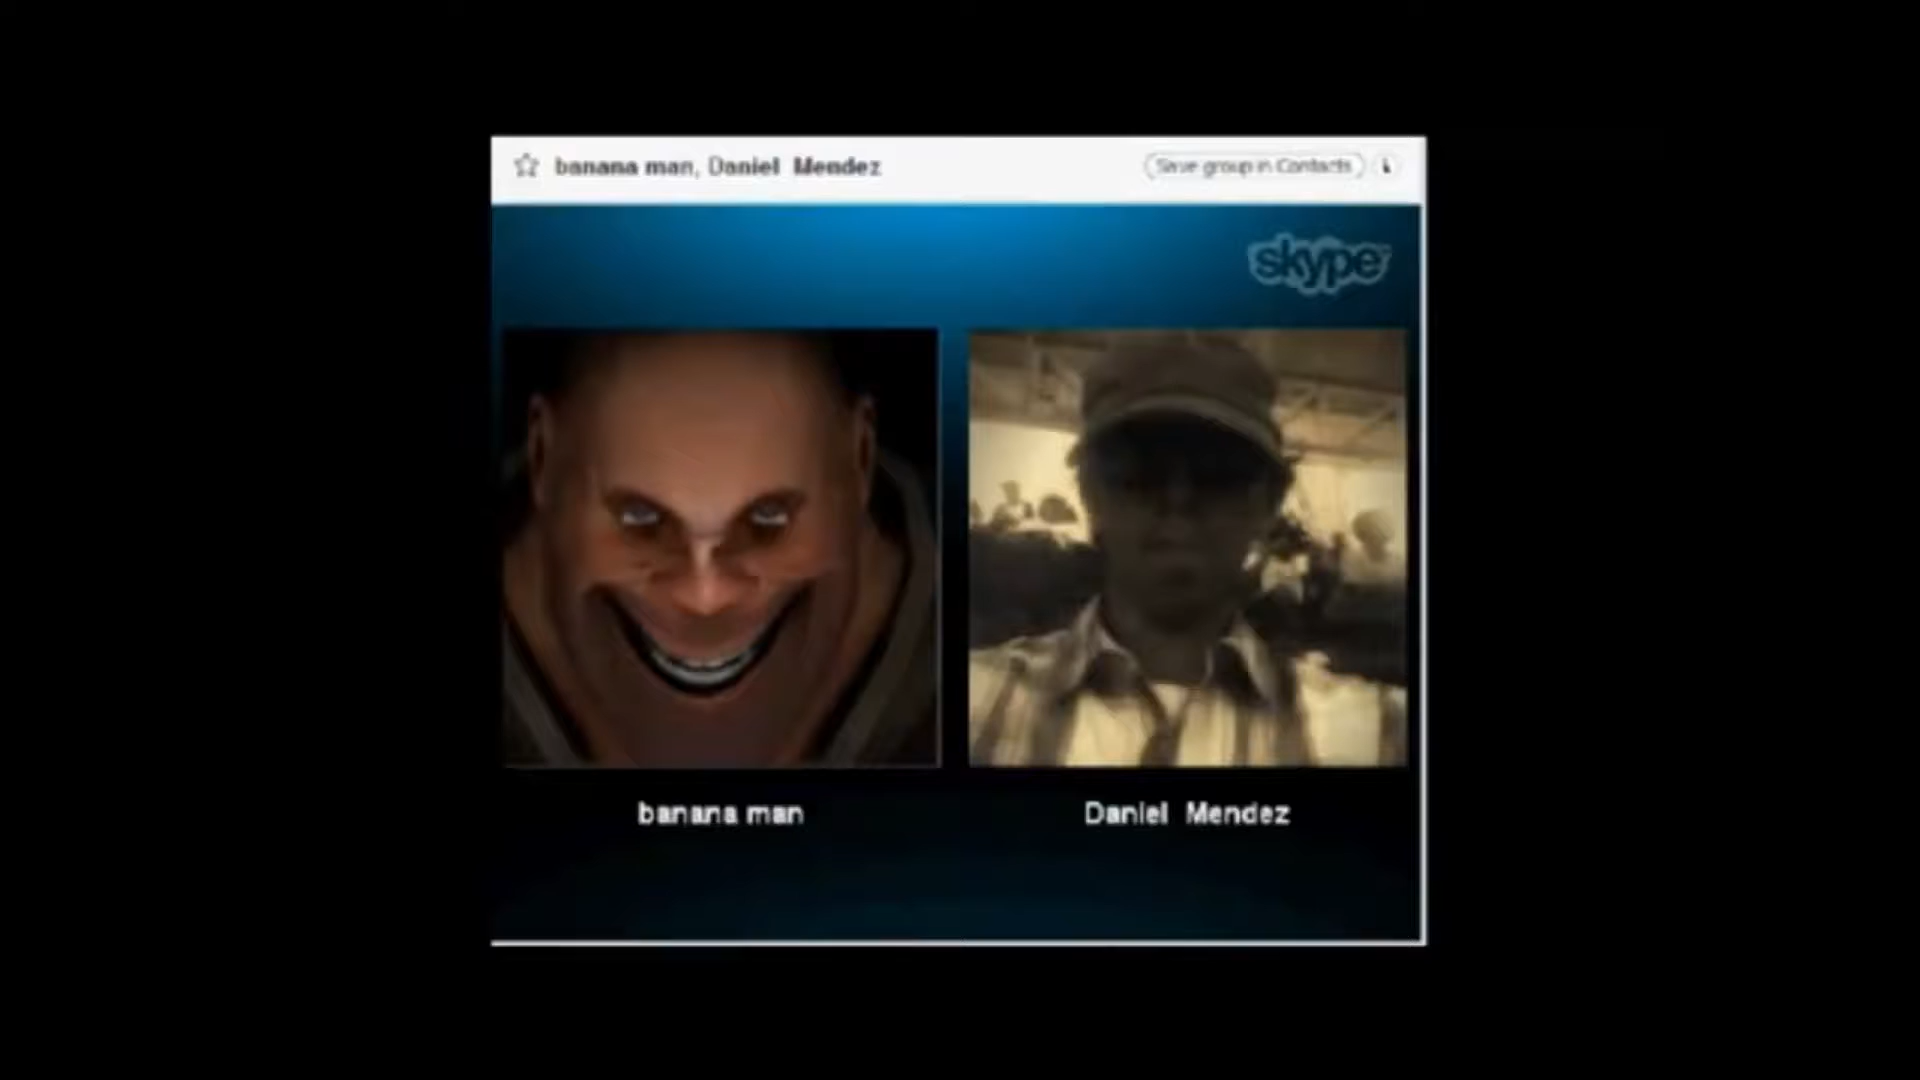 banana man, Daniel Mendez
Save group in Contacts
skype
banana man
Daniel Mendez